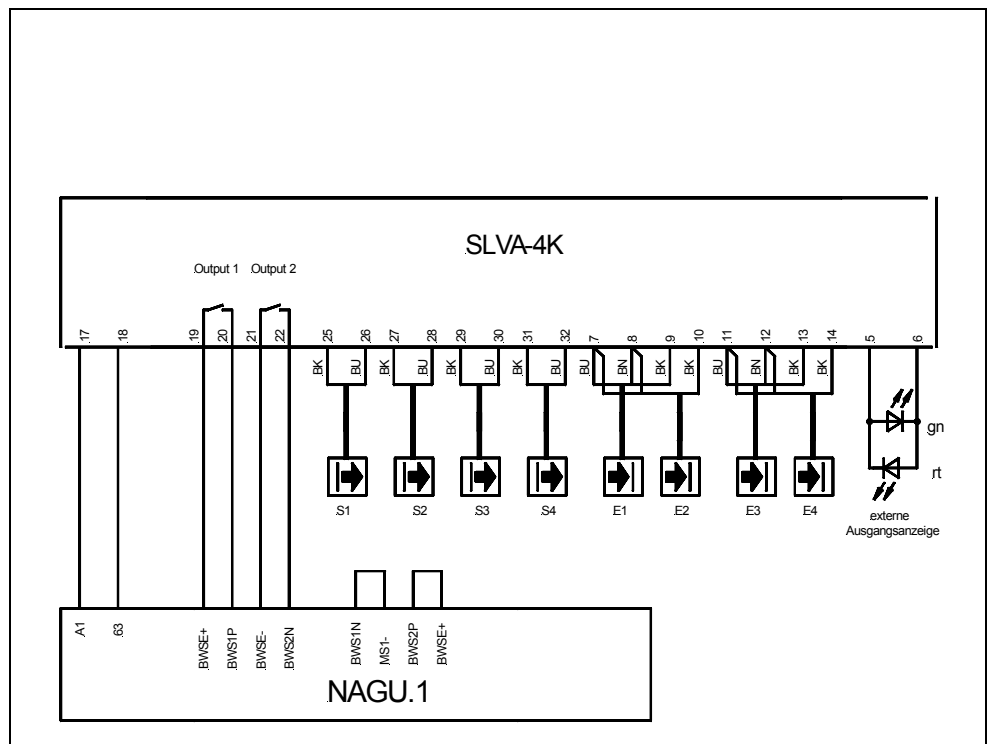 SLVA-4K
Output 1 Output 2
17 18 19 20 21 22 25 26 27 28 29 30 31 32 7 8 9 10 11 12 13 14 5 6
BK BU BK BU BK BU BK BU BU BN BK BK BU BN BK BK
gn
rt
S1 S2 S3 S4 E1 E2 E3 E4
externe
Ausgangsanzeige
A1 63 BWSE+ BWS1P BWSE- BWS2N BWS1N MS1- BWS2P BWSE+
NAGU.1